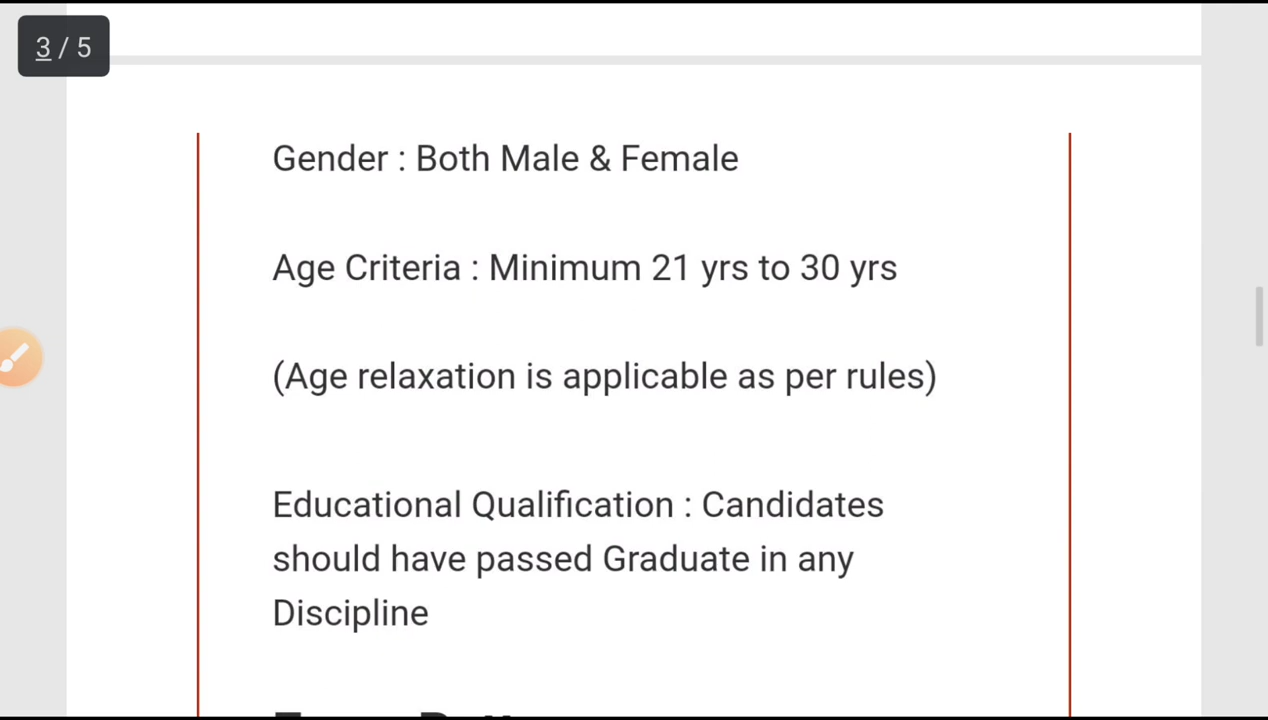 3 / 5
Gender : Both Male & Female
Age Criteria : Minimum 21 yrs to 30 yrs
(Age relaxation is applicable as per rules)
Educational Qualification : Candidates
should have passed Graduate in any
Discipline